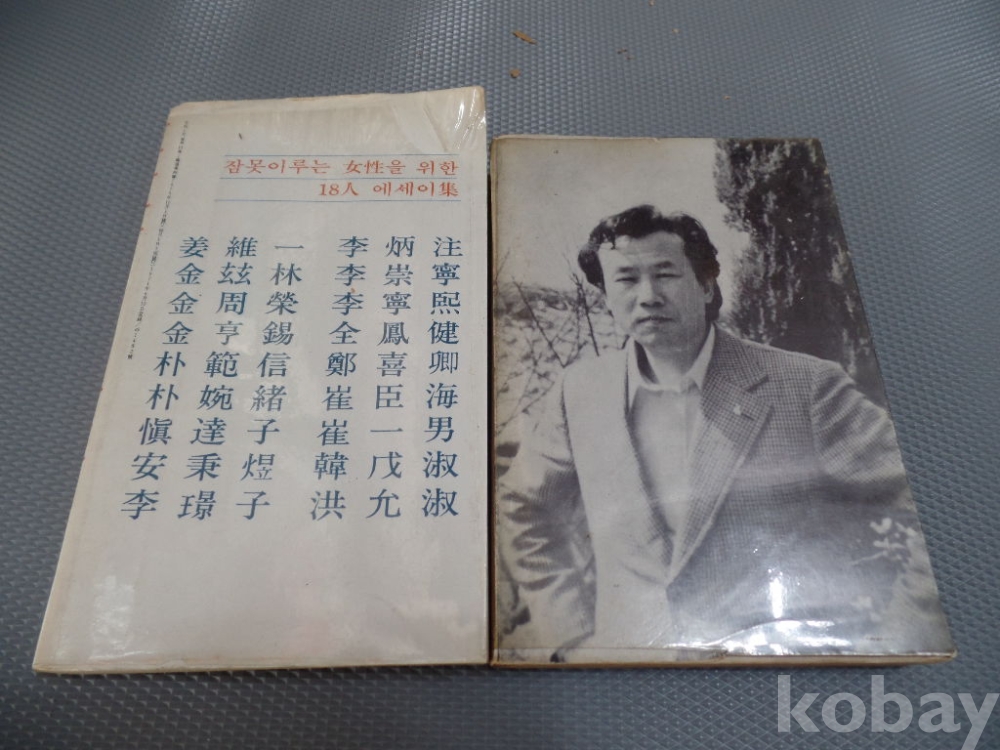 잠못이루는 女性을 위한
18人 에세이集
姜維一 李炳注
金玆林 李崇寧
金周榮 李寧熙
金亨錫 全鳳健
朴範信 鄭喜卿
朴婉緖 崔臣海
愼達子 崔一男
安秉煜 韓戊淑
李璟子 洪允淑
kobay